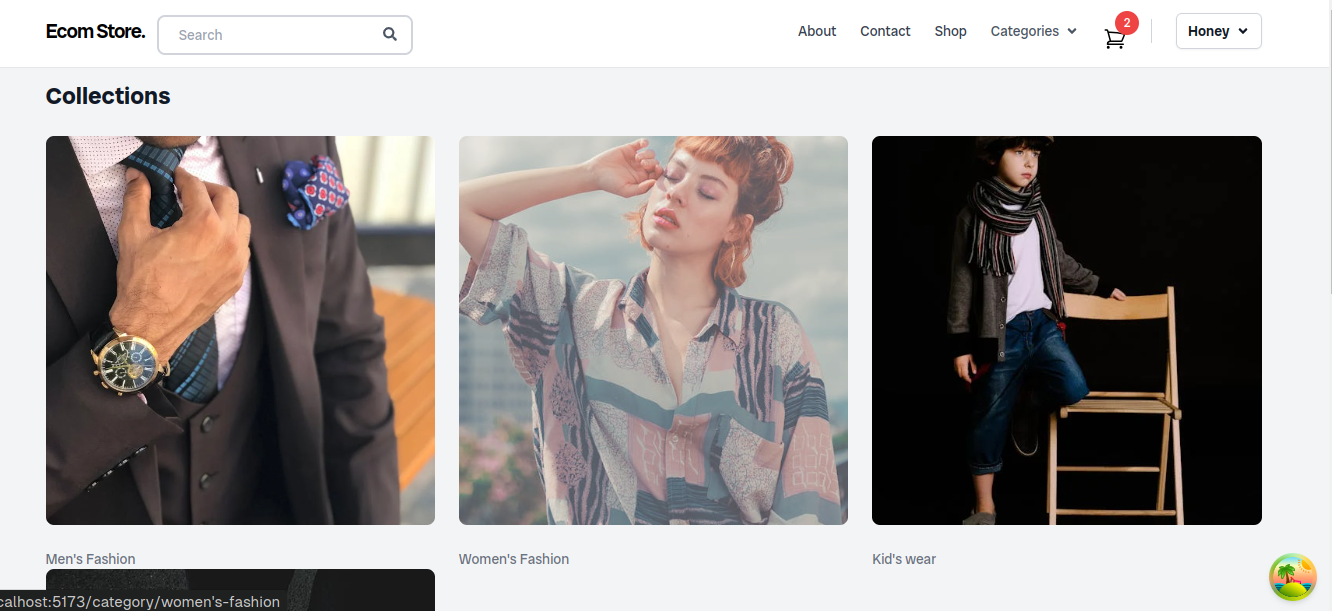 Ecom Store.
Search
About
Contact
Shop
Categories
2
Honey
Collections
Men's Fashion
Women's Fashion
Kid's wear
calhost:5173/category/women's-fashion